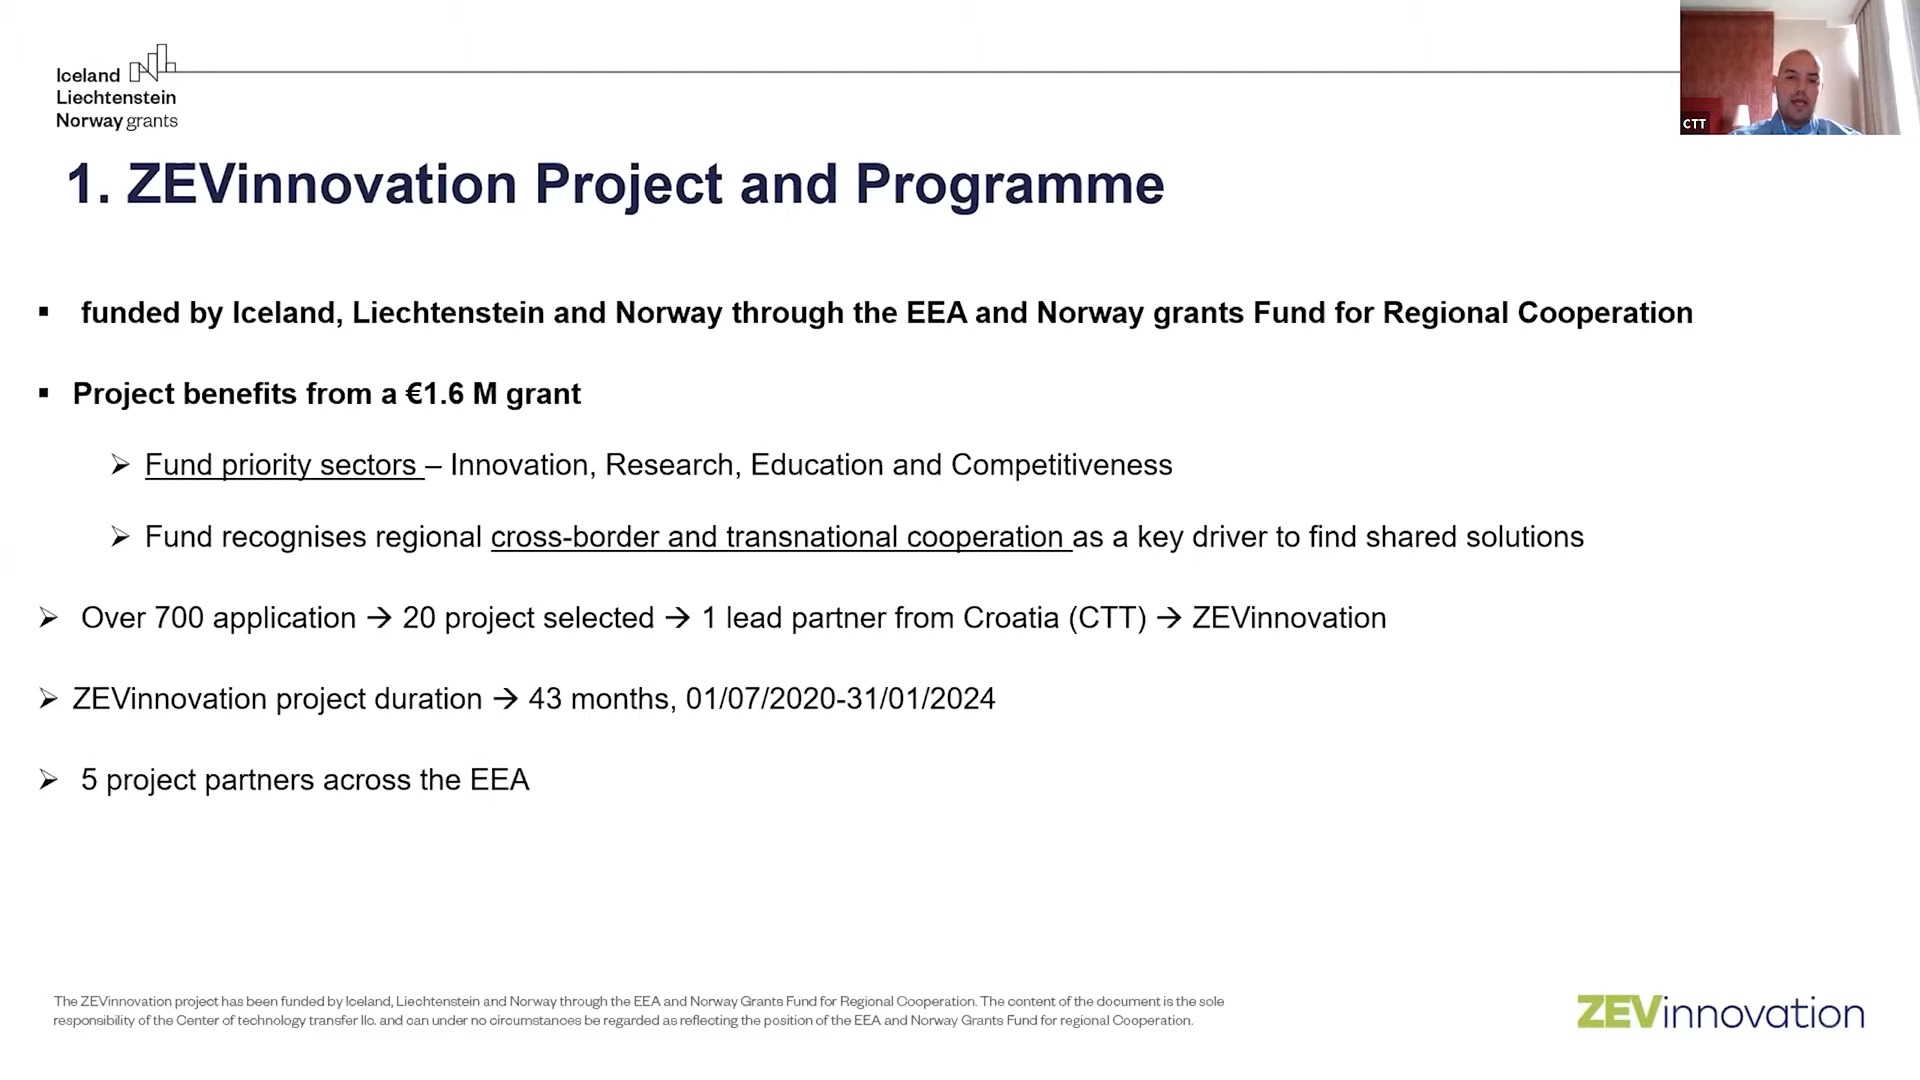 Iceland
Liechtenstein
Norway grants
CTT
1. ZEVinnovation Project and Programme
▪ funded by Iceland, Liechtenstein and Norway through the EEA and Norway grants Fund for Regional Cooperation
▪ Project benefits from a €1.6 M grant
➢ Fund priority sectors – Innovation, Research, Education and Competitiveness
➢ Fund recognises regional cross-border and transnational cooperation as a key driver to find shared solutions
➢ Over 700 application → 20 project selected → 1 lead partner from Croatia (CTT) → ZEVinnovation
➢ ZEVinnovation project duration → 43 months, 01/07/2020-31/01/2024
➢ 5 project partners across the EEA
The ZEVinnovation project has been funded by Iceland, Liechtenstein and Norway through the EEA and Norway Grants Fund for Regional Cooperation. The content of the document is the sole
responsibility of the Center of technology transfer llc. and can under no circumstances be regarded as reflecting the position of the EEA and Norway Grants Fund for regional Cooperation.
ZEVinnovation